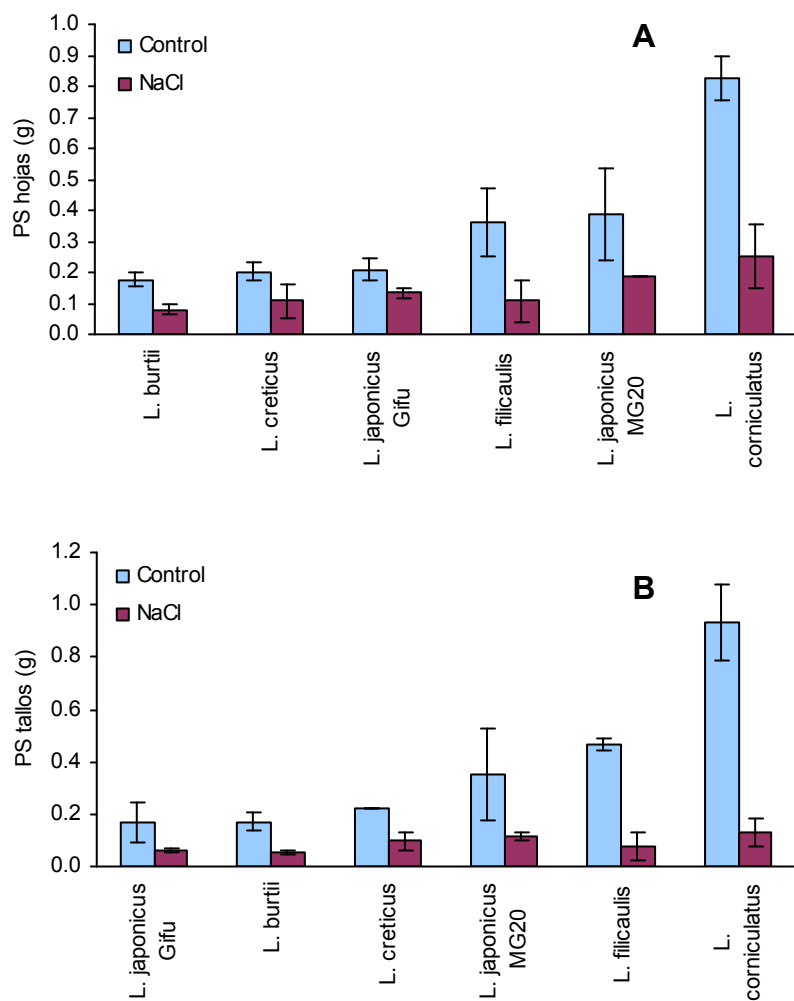 A
Control
NaCl
PS hojas (g)
1.0
0.9
0.8
0.7
0.6
0.5
0.4
0.3
0.2
0.1
0.0
L. burtii
L. creticus
L. japonicus
Gifu
L. filicaulis
L. japonicus
MG20
L.
corniculatus
B
Control
NaCl
PS tallos (g)
1.2
1.0
0.8
0.6
0.4
0.2
0.0
L. japonicus
Gifu
L. burtii
L. creticus
L. japonicus
MG20
L. filicaulis
L.
corniculatus